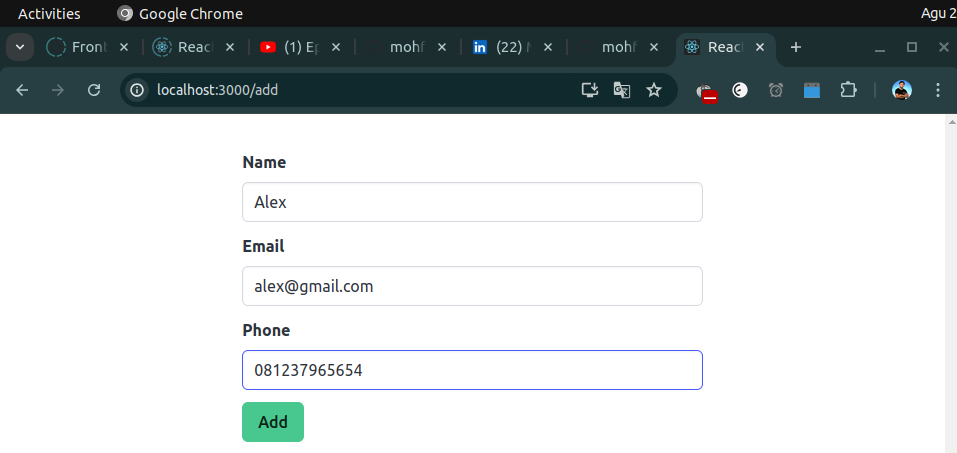 Activities Google Chrome Agu 2
Front Reac (1) Ep mohf (22) mohf React
localhost:3000/add
Name
Alex
Email
alex@gmail.com
Phone
081237965654
Add